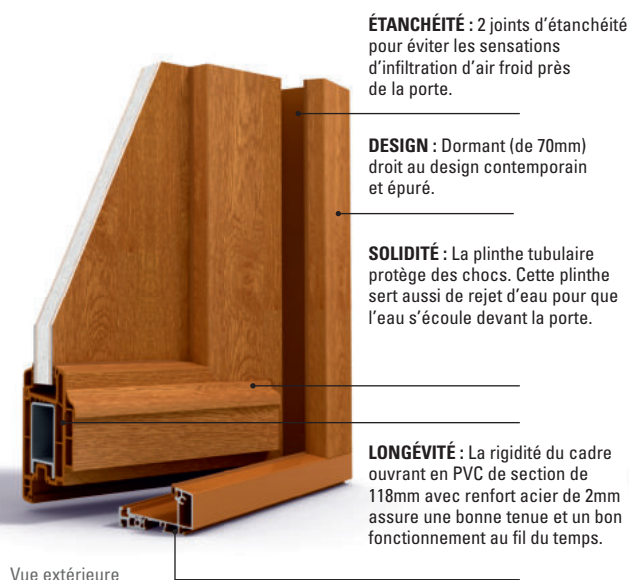 ÉTANCHÉITÉ : 2 joints d’étanchéité
pour éviter les sensations
d’infiltration d’air froid près
de la porte.
DESIGN : Dormant (de 70mm)
droit au design contemporain
et épuré.
SOLIDITÉ : La plinthe tubulaire
protège des chocs. Cette plinthe
sert aussi de rejet d’eau pour que
l’eau s’écoule devant la porte.
LONGÉVITÉ : La rigidité du cadre
ouvrant en PVC de section de
118mm avec renfort acier de 2mm
assure une bonne tenue et un bon
fonctionnement au fil du temps.
Vue extérieure